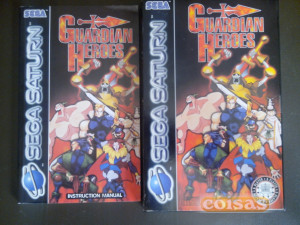 SEGA
GUARDIAN
HEROES
SEGA SATURN
INSTRUCTION MANUAL
SEGA
GUARDIAN
HEROES
SEGA SATURN
coisas